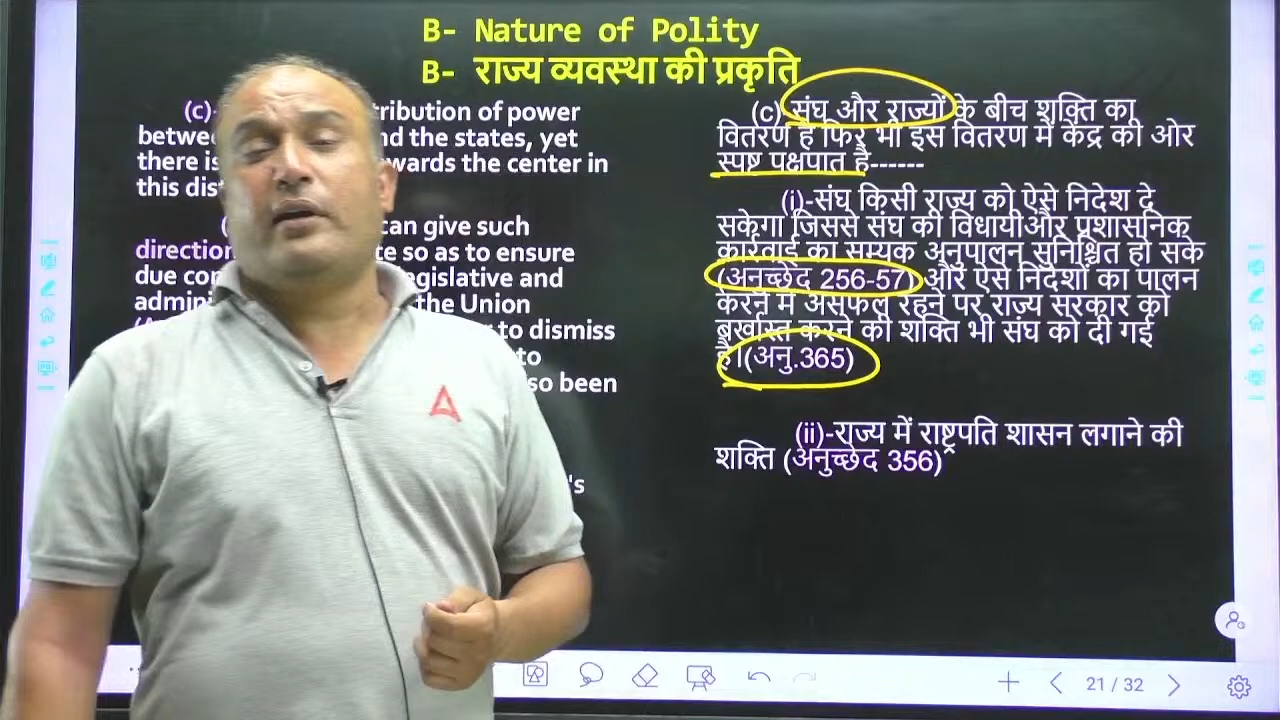 B- Nature of Polity
B- राज्य व्यवस्था की प्रकृति
(c)- tribution of power
betwe nd the states, yet
there is wards the center in
this dist
can give such
direction te so as to ensure
due con egislative and
admini the Union
to dismiss
to
so been
's
(c) संघ और राज्यों के बीच शक्ति का
वितरण है फिर भी इस वितरण में केंद्र की ओर
स्पष्ट पक्षपात है------
(i)-संघ किसी राज्य को ऐसे निदेश दे
सकेगा जिससे संघ की विधायीऔर प्रशासनिक
कार्रवाई का सम्यक अनुपालन सुनिश्चित हो सके
(अनुच्छेद 256-57) और ऐसे निदेशों का पालन
करने में असफल रहने पर राज्य सरकार को
बर्खास्त करने की शक्ति भी संघ को दी गई
है।(अनु.365)
(ii)-राज्य में राष्ट्रपति शासन लगाने की
शक्ति (अनुच्छेद 356)
21 / 32